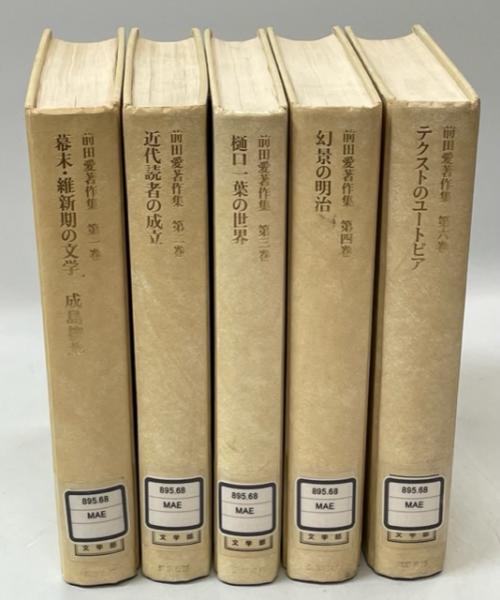 前田愛著作集 第一巻
幕末・維新期の文学
成島
前田愛著作集 第二巻
近代読者の成立
前田愛著作集 第三巻
樋口一葉の世界
前田愛著作集 第四巻
幻景の明治
前田愛著作集 第六巻
テクストのユートピア
895.68
MAE
文学部
895.68
MAE
文学部
895.68
MAE
文学部
895.68
MAE
文学部
895.68
MAE
文学部